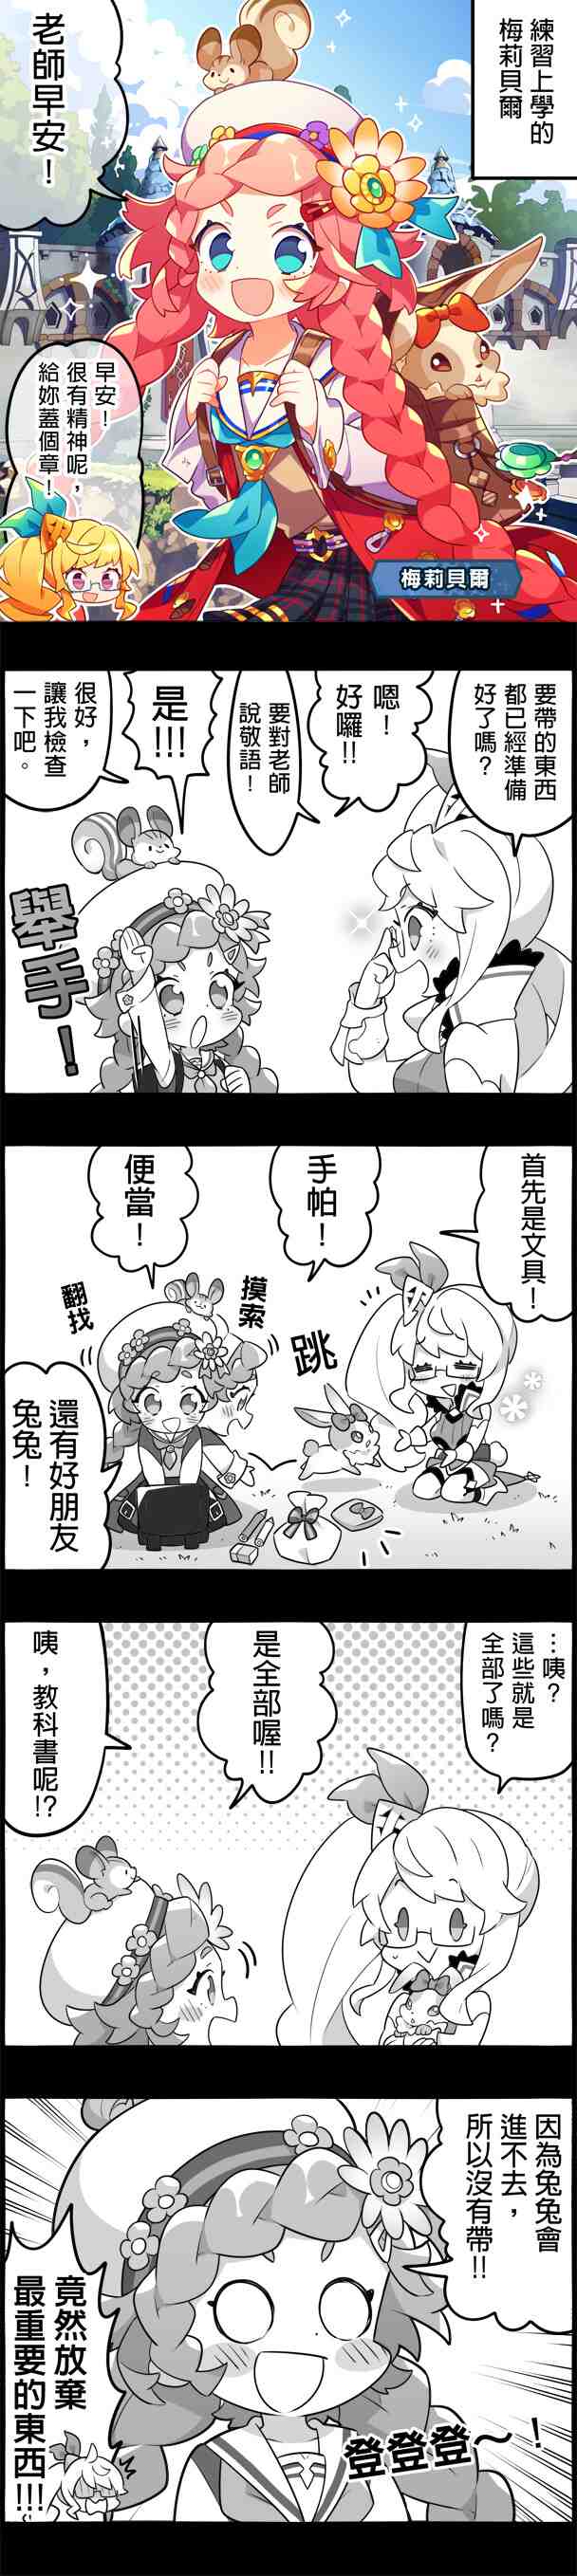 練習上學的
梅莉貝爾
老師早安！
早安！
很有精神呢，
給妳蓋個章！
梅莉貝爾
要帶的東西
都已經準備
好了嗎？
嗯！
好囉!!
要對老師
說敬語！
是!!!
很好，
讓我檢查
一下吧。
舉手！
首先是文具！
手帕！
便當！
摸索
翻找
跳
還有好朋友
兔兔！
…咦？
這些就是
全部了嗎？
是全部喔!!
咦，教科書呢!?
因為兔兔會
進不去，
所以沒有帶!!
竟然放棄
最重要的東西!!!
登登登～！